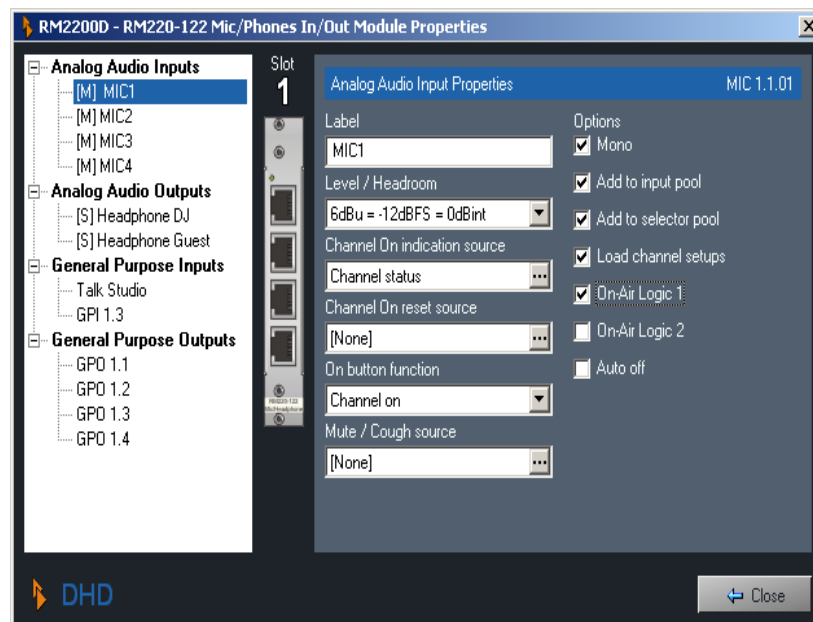 RM2200D - RM220-122 Mic/Phones In/Out Module Properties
Analog Audio Inputs
[M] MIC1
[M] MIC2
[M] MIC3
[M] MIC4
Analog Audio Outputs
[S] Headphone DJ
[S] Headphone Guest
General Purpose Inputs
Talk Studio
GPI 1.3
General Purpose Outputs
GPO 1.1
GPO 1.2
GPO 1.3
GPO 1.4
Slot
1
Analog Audio Input Properties MIC 1.1.01
Label
MIC1
Level / Headroom
6dBu = -12dBFS = 0dBint
Channel On indication source
Channel status
...
Channel On reset source
[None]
...
On button function
Channel on
Mute / Cough source
[None]
...
Options
Mono
Add to input pool
Add to selector pool
Load channel setups
On-Air Logic 1
On-Air Logic 2
Auto off
DHD
Close